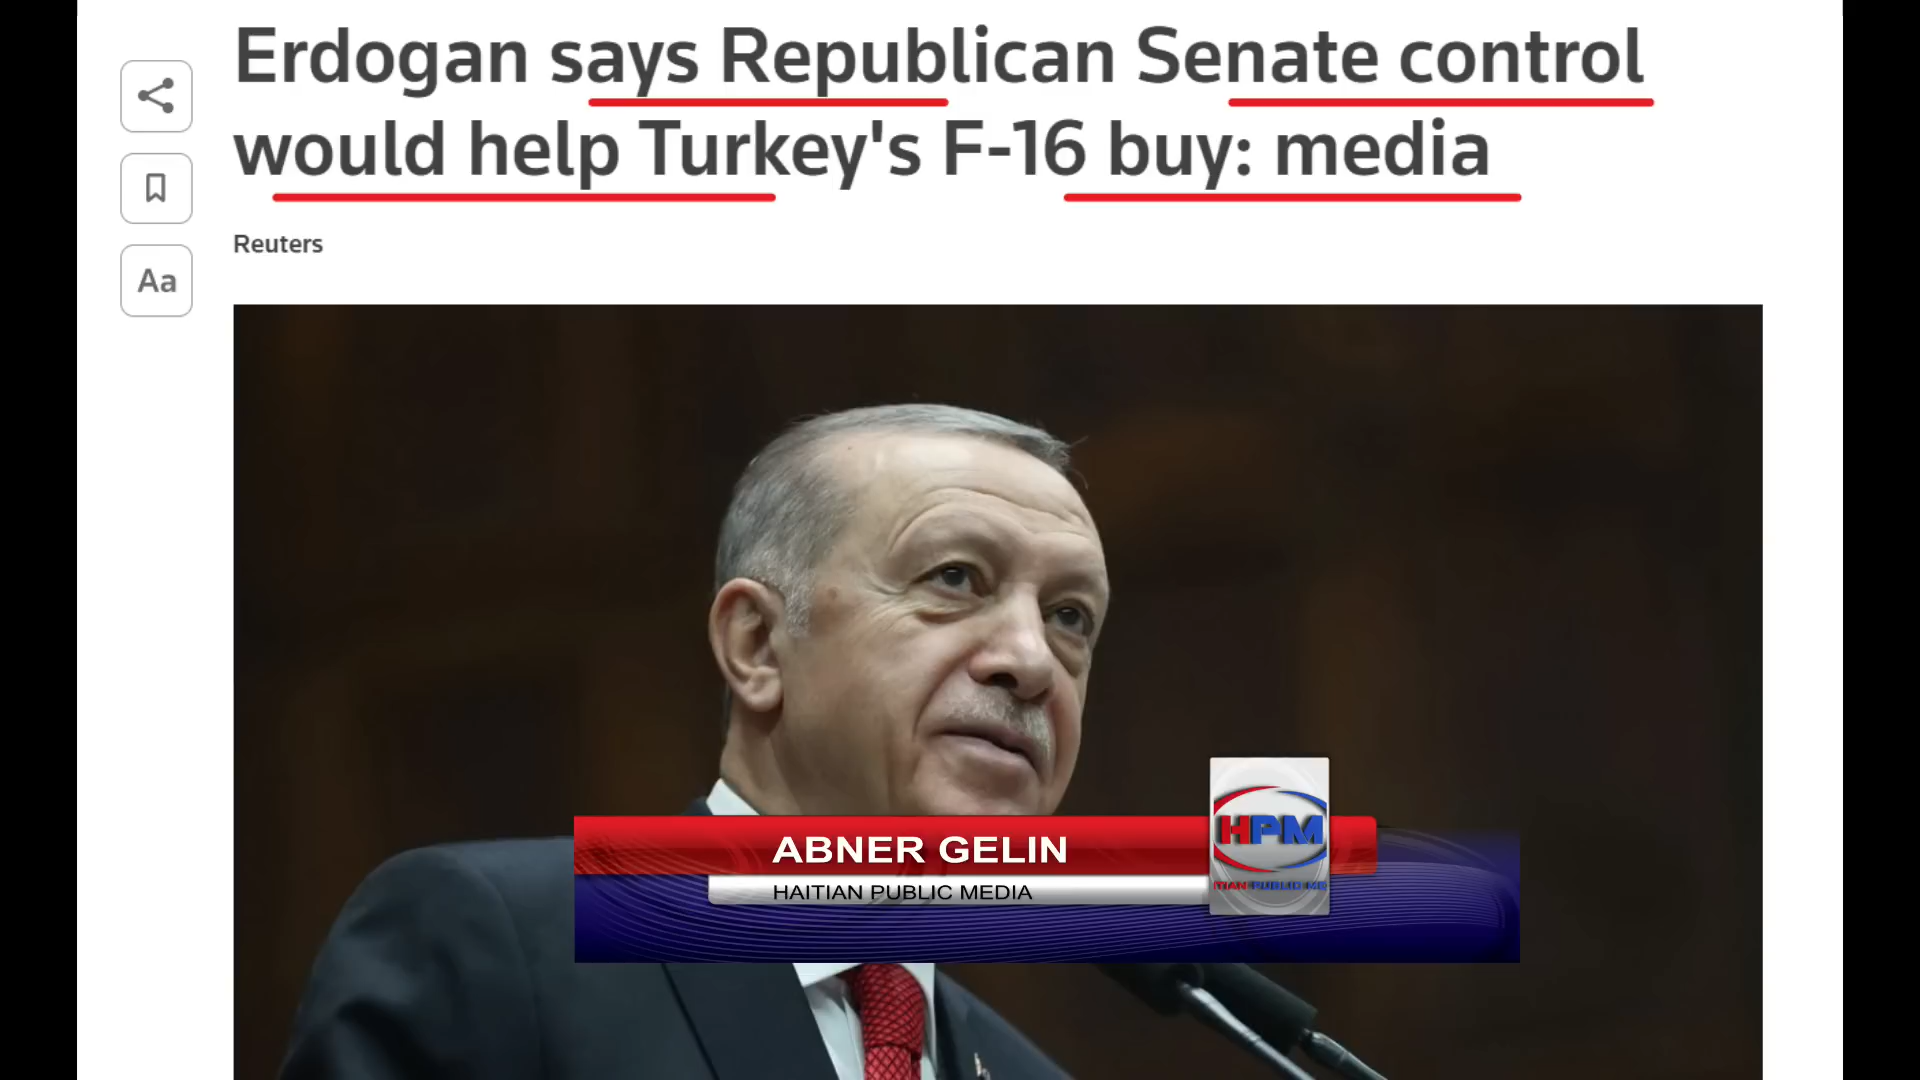 Erdogan says Republican Senate control
would help Turkey's F-16 buy: media
Reuters
Aa
ABNER GELIN
HAITIAN PUBLIC MEDIA
HPM